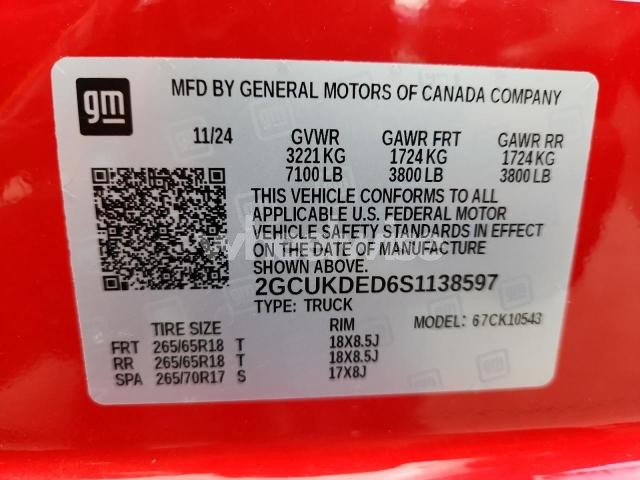 gm
MFD BY GENERAL MOTORS OF CANADA COMPANY
11/24 GVWR GAWR FRT GAWR RR
3221 KG 1724 KG 1724 KG
7100 LB 3800 LB 3800 LB
THIS VEHICLE CONFORMS TO ALL
APPLICABLE U.S. FEDERAL MOTOR
VEHICLE SAFETY STANDARDS IN EFFECT
ON THE DATE OF MANUFACTURE
SHOWN ABOVE.
2GCUKDED6S1138597
TYPE: TRUCK
MODEL: 67CK10543
TIRE SIZE RIM
FRT 265/65R18 T 18X8.5J
RR 265/65R18 T 18X8.5J
SPA 265/70R17 S 17X8J